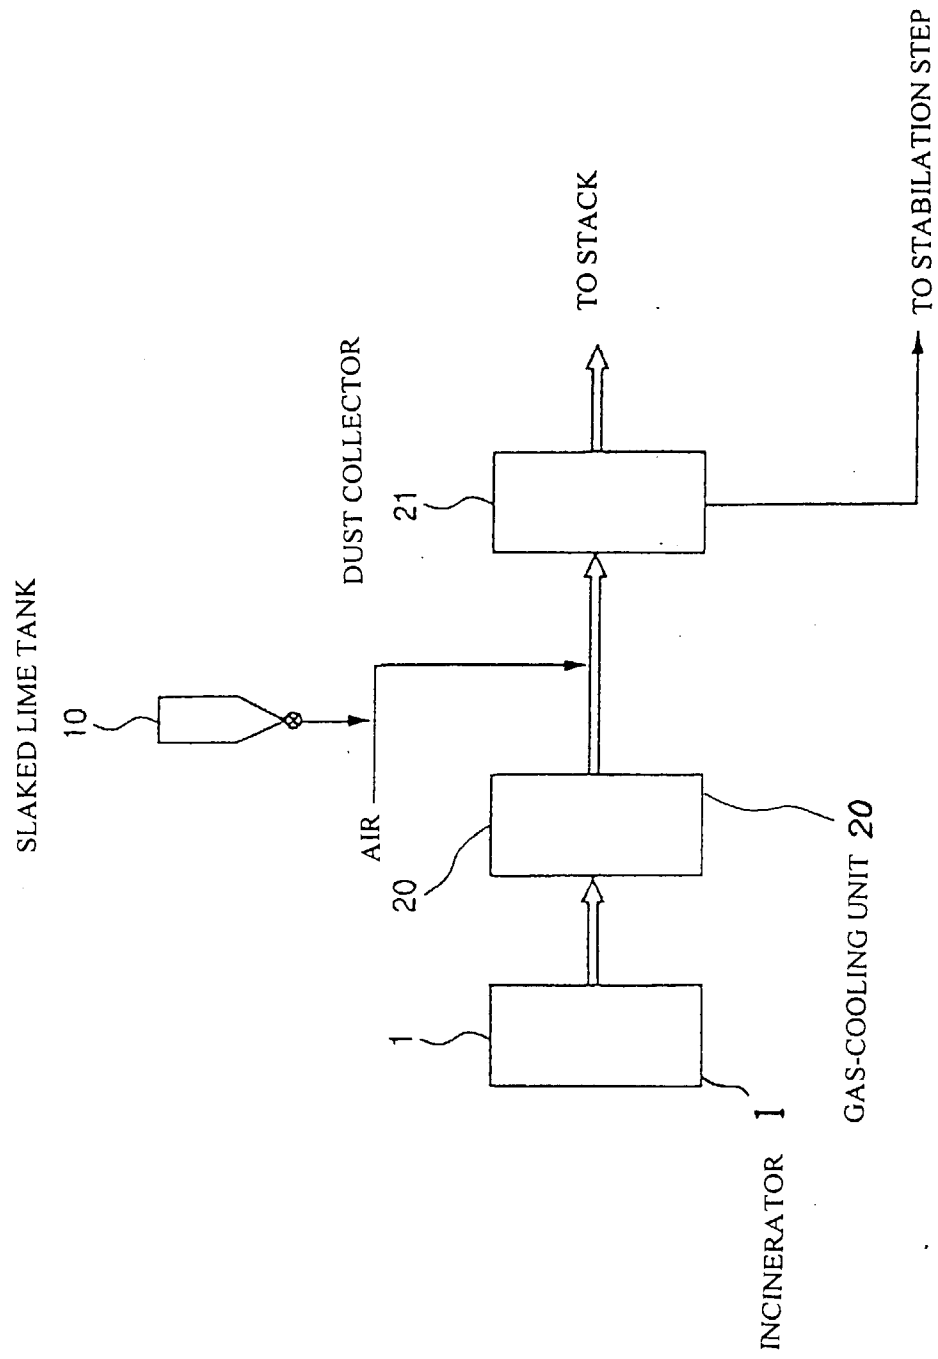 SLAKED LIME TANK
10
DUST COLLECTOR
AIR
21
20
1
TO STACK
INCINERATOR 1
GAS-COOLING UNIT 20
TO STABILATION STEP